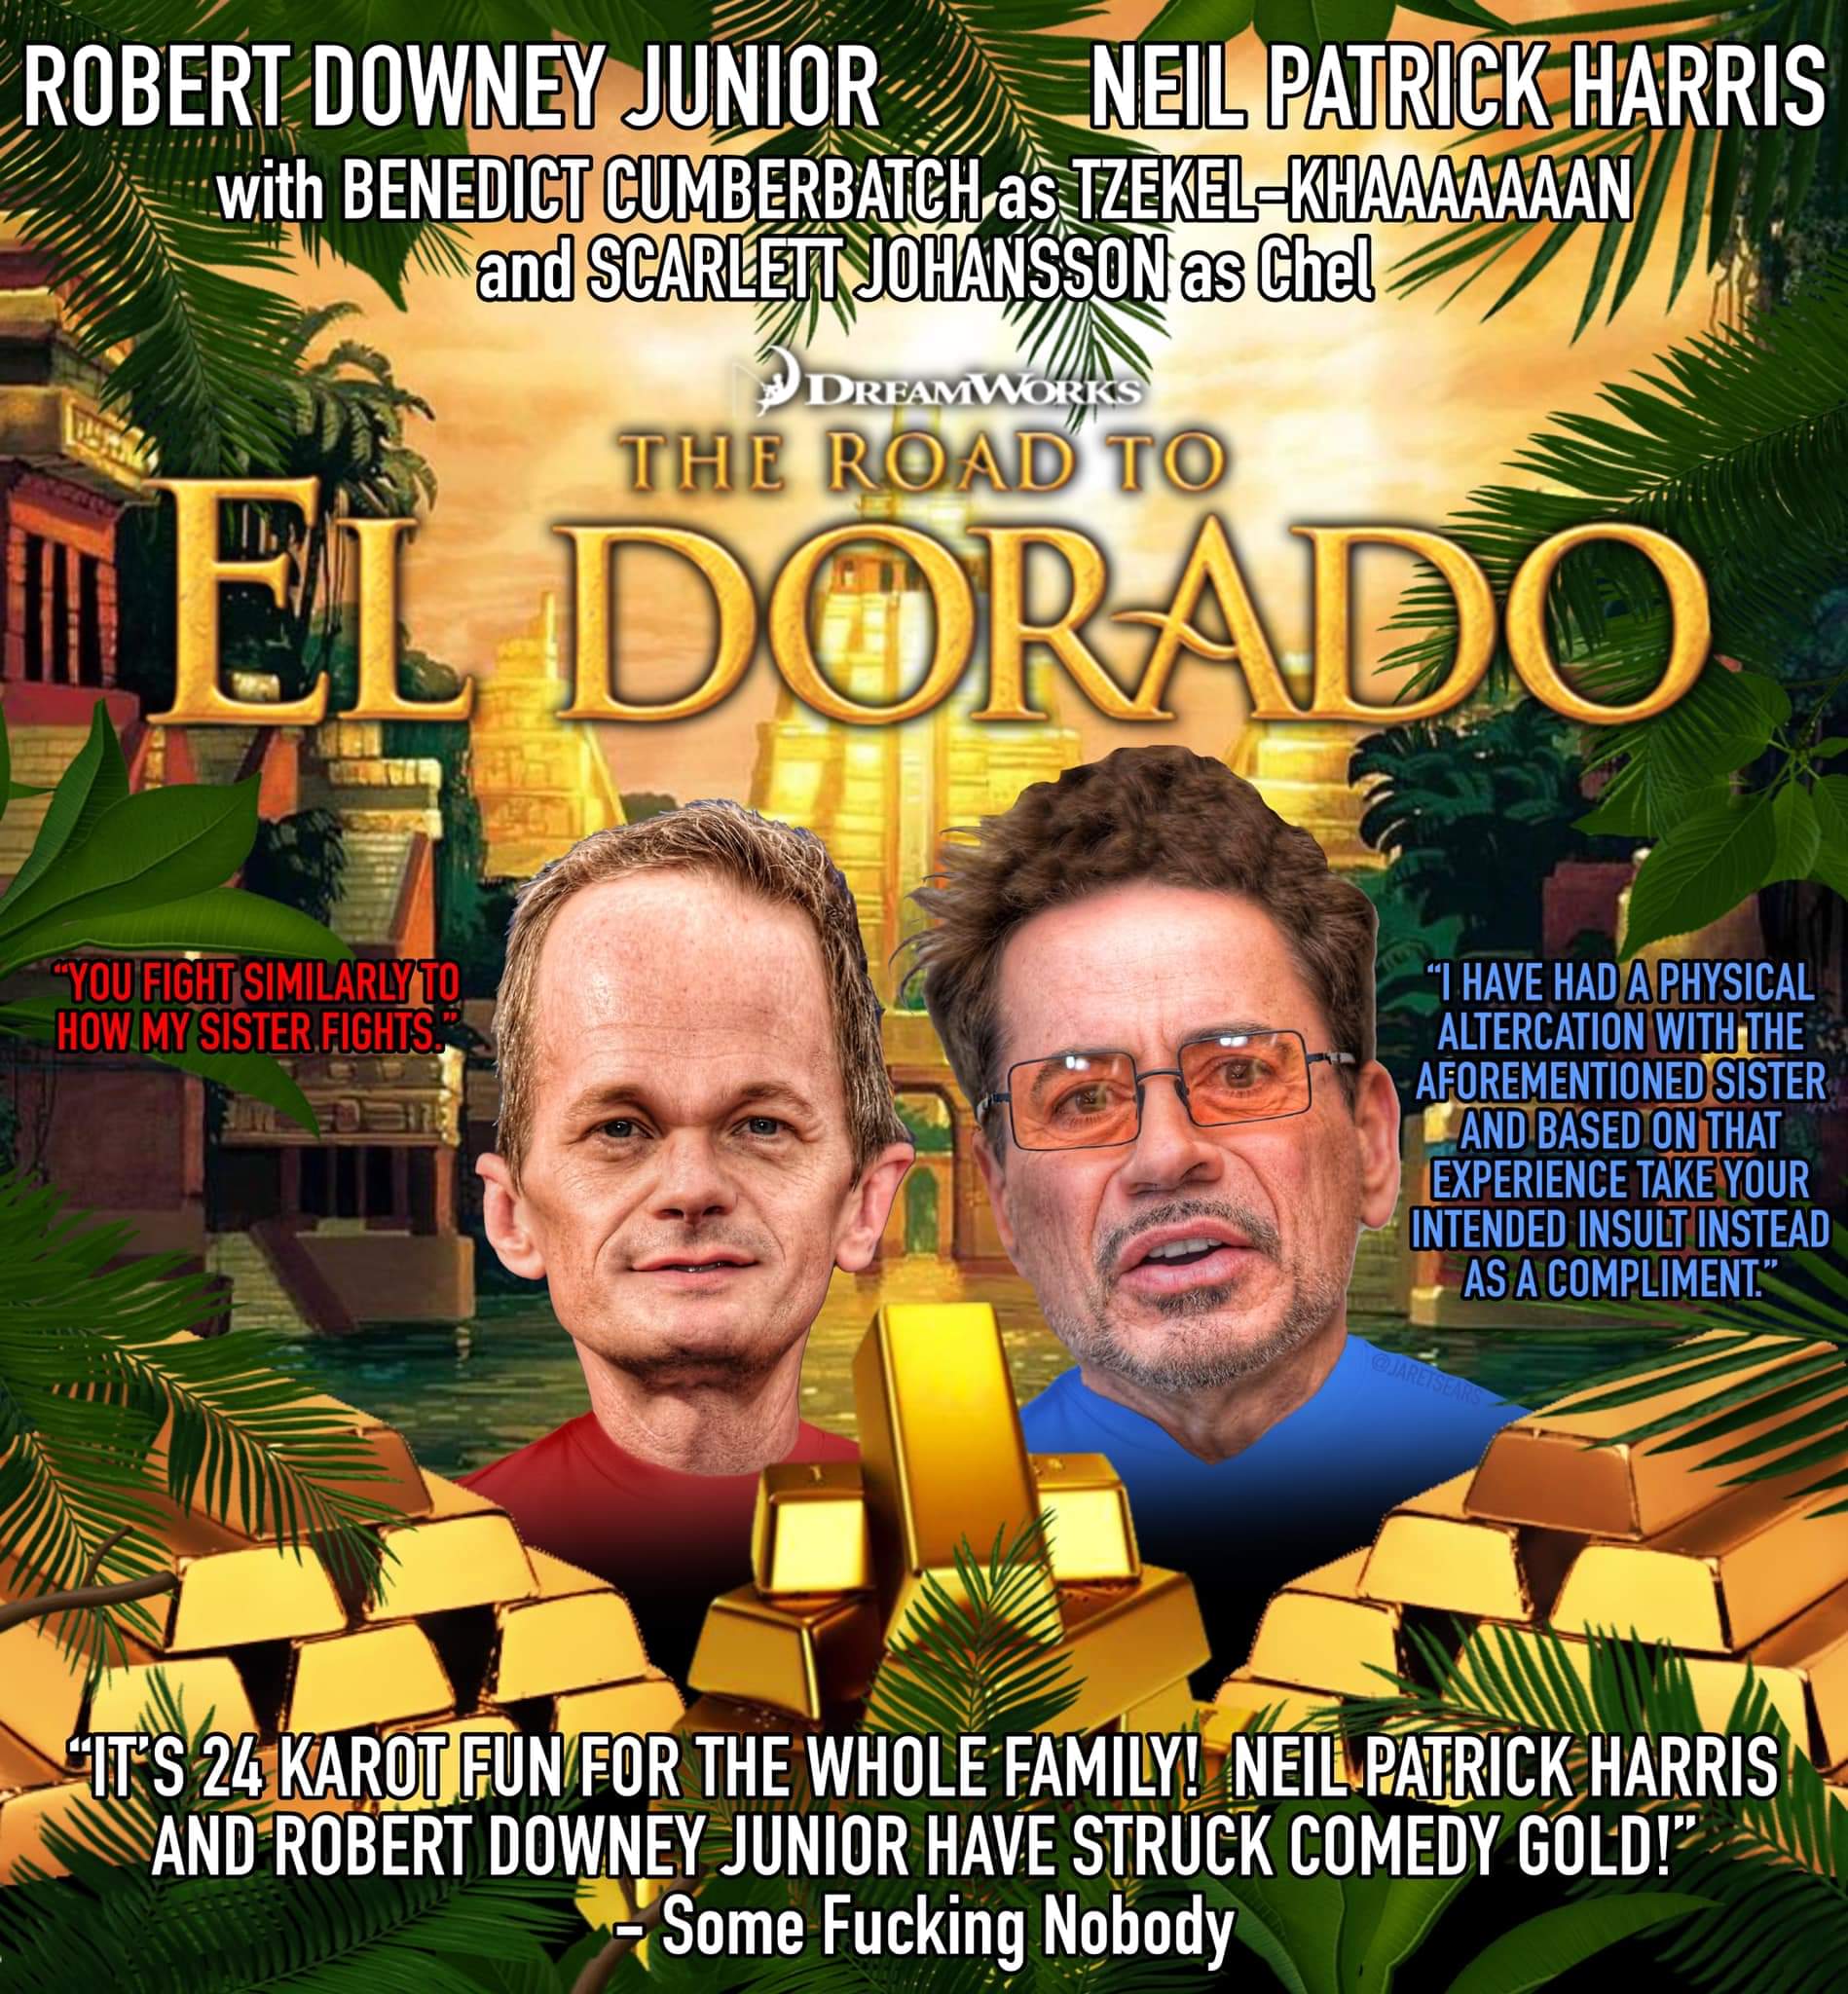 ROBERT DOWNEY JUNIOR
NEIL PATRICK HARRIS
with BENEDICT CUMBERBATCH as TZEKEL-KHAAAAAAAN
and SCARLETT JOHANSSON as Chel
DREAMWORKS
THE ROAD TO
EL DORADO
“YOU FIGHT SIMILARLY TO
HOW MY SISTER FIGHTS.”
“I HAVE HAD A PHYSICAL
ALTERCATION WITH THE
AFOREMENTIONED SISTER
AND BASED ON THAT
EXPERIENCE TAKE YOUR
INTENDED INSULT INSTEAD
AS A COMPLIMENT.”
@JARETSEARS
“IT'S 24 KAROT FUN FOR THE WHOLE FAMILY! NEIL PATRICK HARRIS
AND ROBERT DOWNEY JUNIOR HAVE STRUCK COMEDY GOLD!”
- Some Fucking Nobody